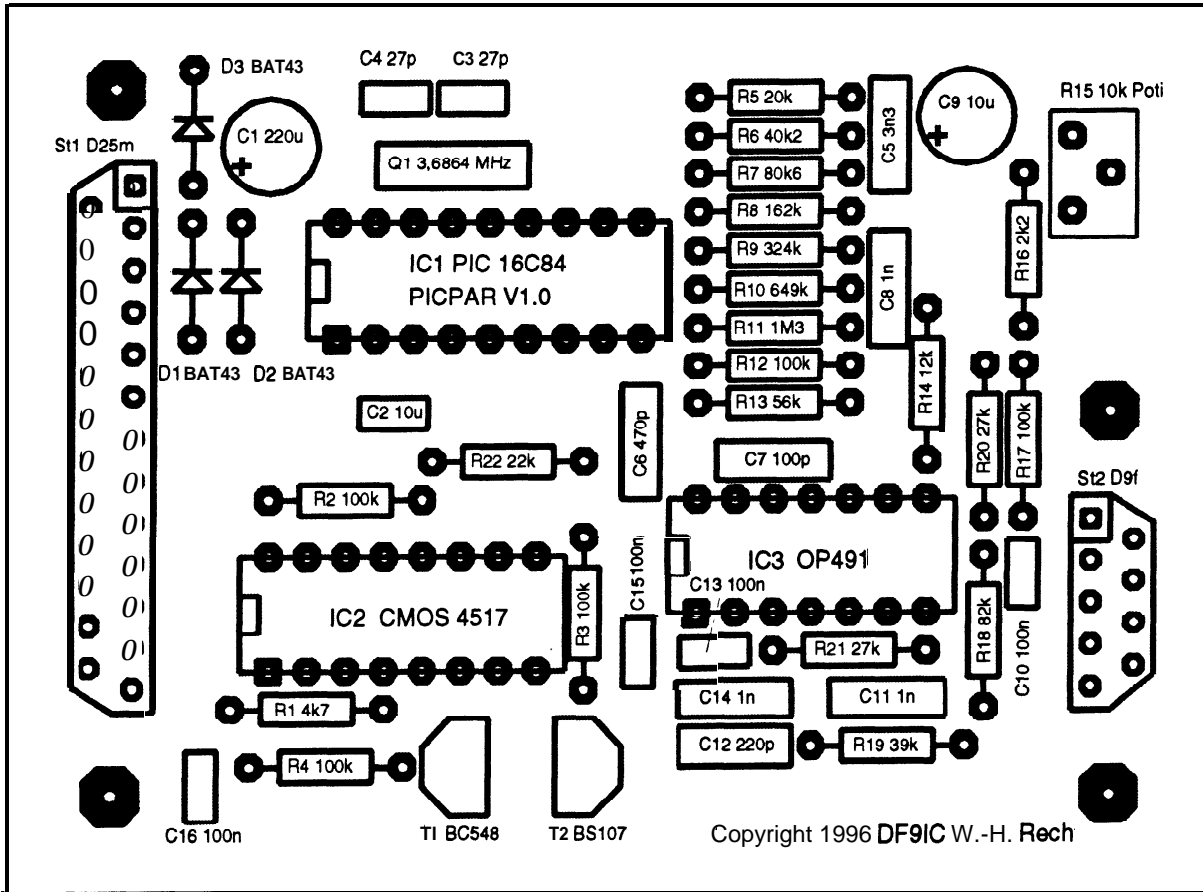 D3 BAT43
C4 27p
C3 27p
St1 D25m
C1 220u
+
Q1 3,6864 MHz
R5 20k
R6 40k2
R7 80k6
R8 162k
R9 324k
R10 649k
R11 1M3
R12 100k
R13 56k
C5 3n3
C9 10u
+
R15 10k Poti
IC1 PIC 16C84
PICPAR V1.0
C8 1n
R16 2k2
R14 12k
D1 BAT43
D2 BAT43
C2 10u
R22 22k
R2 100k
C6 470p
C7 100p
R20 27k
R17 100k
St2 D9f
IC2 CMOS 4517
R3 100k
C15 100n
IC3 OP491
C13 100n
R18 82k
C10 100n
R21 27k
R1 4k7
C14 1n
C11 1n
R4 100k
C12 220p
R19 39k
C16 100n
T1 BC548
T2 BS107
Copyright 1996 DF9IC W.-H. Rech